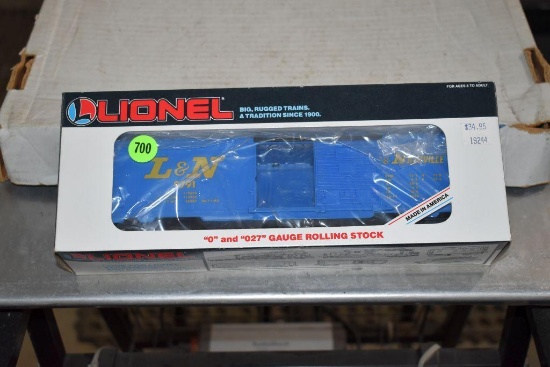 FOR AGES 8 TO ADULT
LIONEL
BIG, RUGGED TRAINS.
A TRADITION SINCE 1900.
$34.95
19244
700
L&N
MADE IN AMERICA
"O" and "027" GAUGE ROLLING STOCK
LIONEL